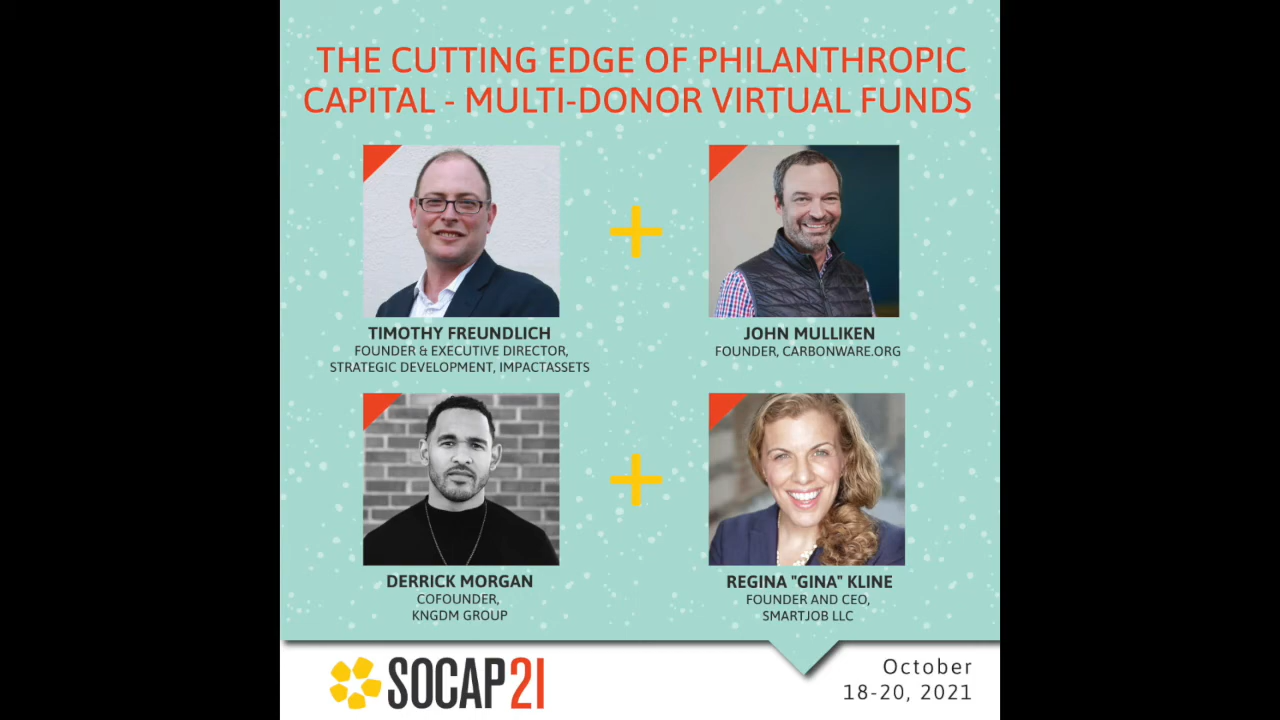 THE CUTTING EDGE OF PHILANTHROPIC
CAPITAL - MULTI-DONOR VIRTUAL FUNDS
TIMOTHY FREUNDLICH
FOUNDER & EXECUTIVE DIRECTOR,
STRATEGIC DEVELOPMENT, IMPACTASSETS
JOHN MULLIKEN
FOUNDER, CARBONWARE.ORG
DERRICK MORGAN
COFOUNDER,
KNGDM GROUP
REGINA "GINA" KLINE
FOUNDER AND CEO,
SMARTJOB LLC
SOCAP21
October
18-20, 2021